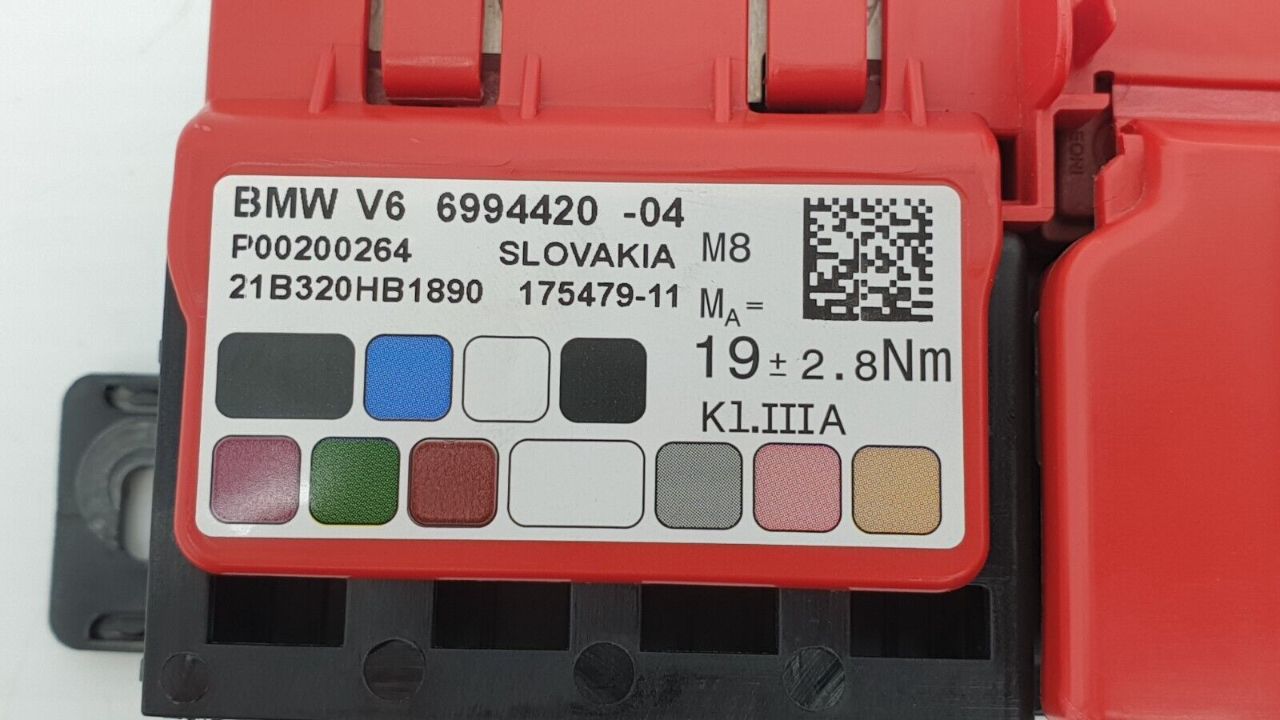 BMW V6 6994420 -04
P00200264 SLOVAKIA
21B320HB1890 175479-11
M8
MA=
19 ± 2.8Nm
Kl.IIIA